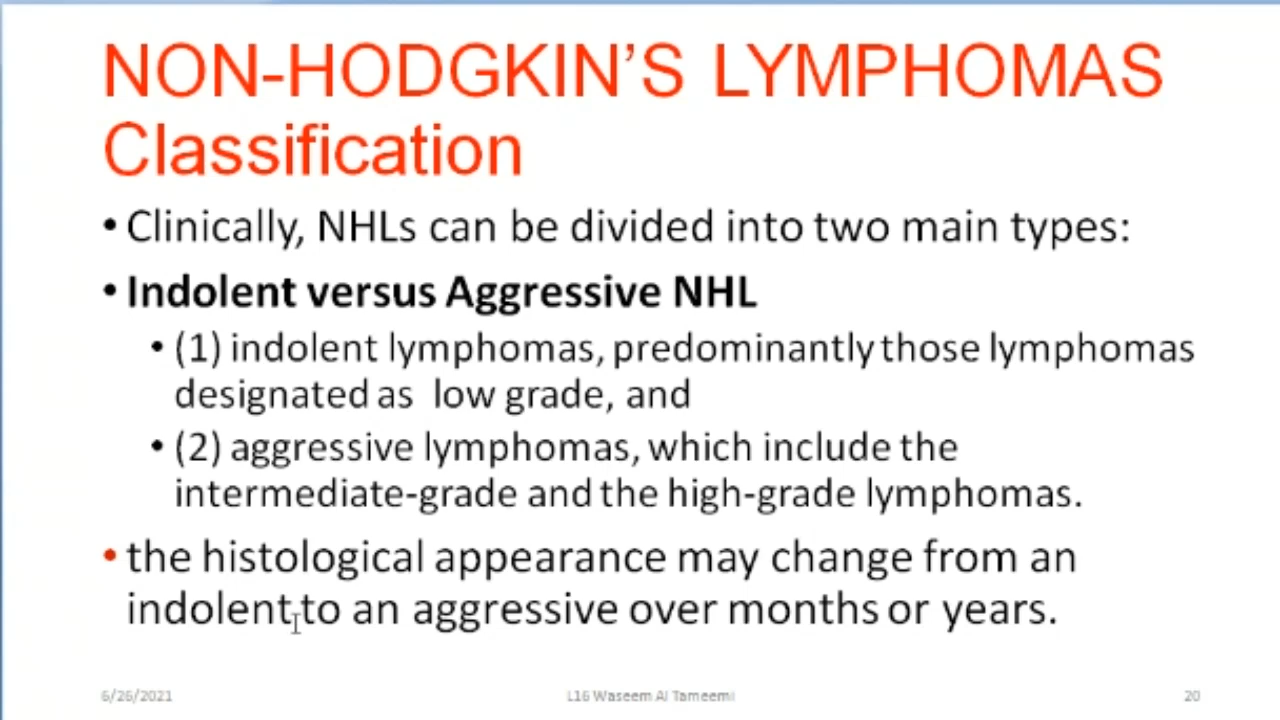 NON-HODGKIN’S LYMPHOMAS
Classification
• Clinically, NHLs can be divided into two main types:
• Indolent versus Aggressive NHL
• (1) indolent lymphomas, predominantly those lymphomas
designated as low grade, and
• (2) aggressive lymphomas, which include the
intermediate-grade and the high-grade lymphomas.
• the histological appearance may change from an
indolent to an aggressive over months or years.
6/26/2021 L16 Waseem Al Tameemi 20